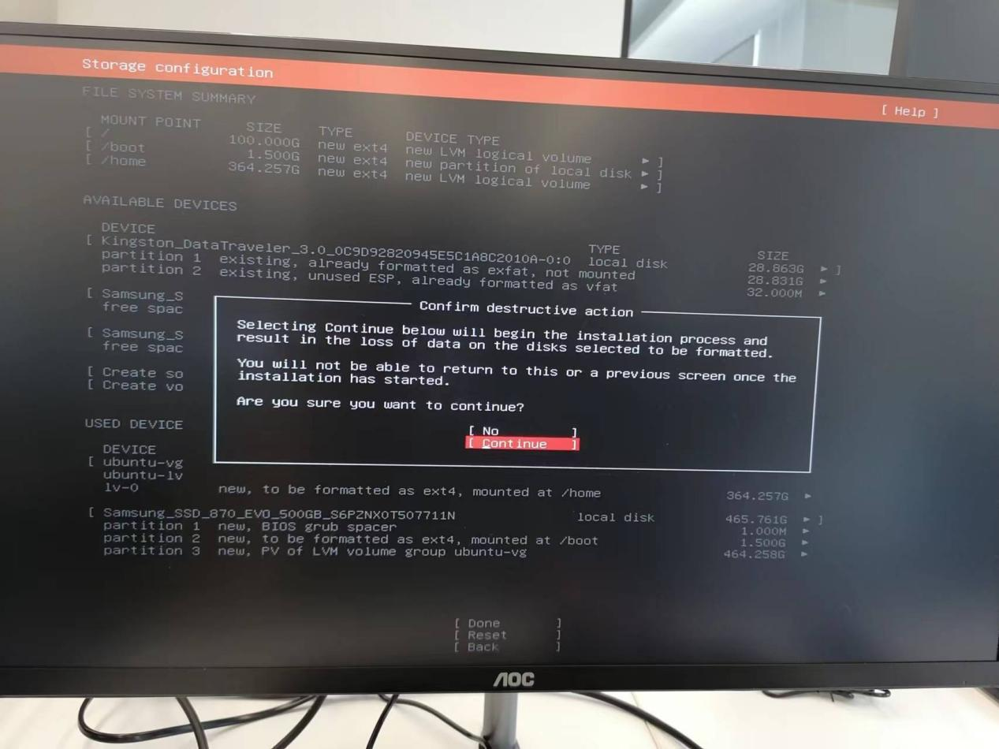 Storage configuration
[ Help ]
FILE SYSTEM SUMMARY
MOUNT POINT SIZE TYPE DEVICE TYPE
[ / 100.000G new ext4 new LVM logical volume ► ]
[ /boot 1.500G new ext4 new partition of local disk ► ]
[ /home 364.257G new ext4 new LVM logical volume ► ]
AVAILABLE DEVICES
DEVICE TYPE SIZE
[ Kingston_DataTraveler_3.0_0C9D92820945E5C1A8C2010A-0:0 local disk 28.863G ► ]
partition 1 existing, already formatted as exfat, not mounted 28.831G ►
partition 2 existing, unused ESP, already formatted as vfat 32.000M ►
[ Samsung_S
free spac
[ Samsung_S
free spac
[ Create so
[ Create vo
Confirm destructive action
Selecting Continue below will begin the installation process and
result in the loss of data on the disks selected to be formatted.
You will not be able to return to this or a previous screen once the
installation has started.
Are you sure you want to continue?
[ No ]
[ Continue ]
USED DEVICE
DEVICE
[ ubuntu-vg
ubuntu-lv
lv-0 new, to be formatted as ext4, mounted at /home 364.257G ►
[ Samsung_SSD_870_EVO_500GB_S6PZNX0T507711N local disk 465.761G ► ]
partition 1 new, BIOS grub spacer 1.000M ►
partition 2 new, to be formatted as ext4, mounted at /boot 1.500G ►
partition 3 new, PV of LVM volume group ubuntu-vg 464.258G ►
[ Done ]
[ Reset ]
[ Back ]
AOC